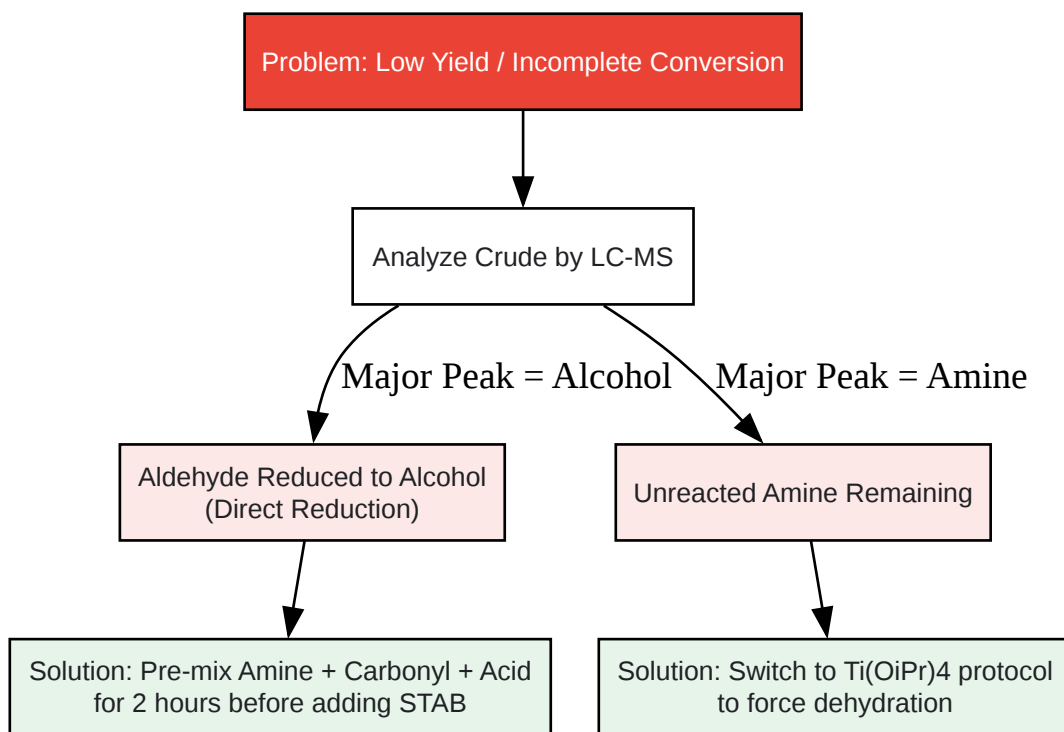 Problem: Low Yield / Incomplete Conversion
Analyze Crude by LC-MS
Major Peak = Alcohol
Major Peak = Amine
Aldehyde Reduced to Alcohol
(Direct Reduction)
Unreacted Amine Remaining
Solution: Pre-mix Amine + Carbonyl + Acid
for 2 hours before adding STAB
Solution: Switch to Ti(OiPr)4 protocol
to force dehydration